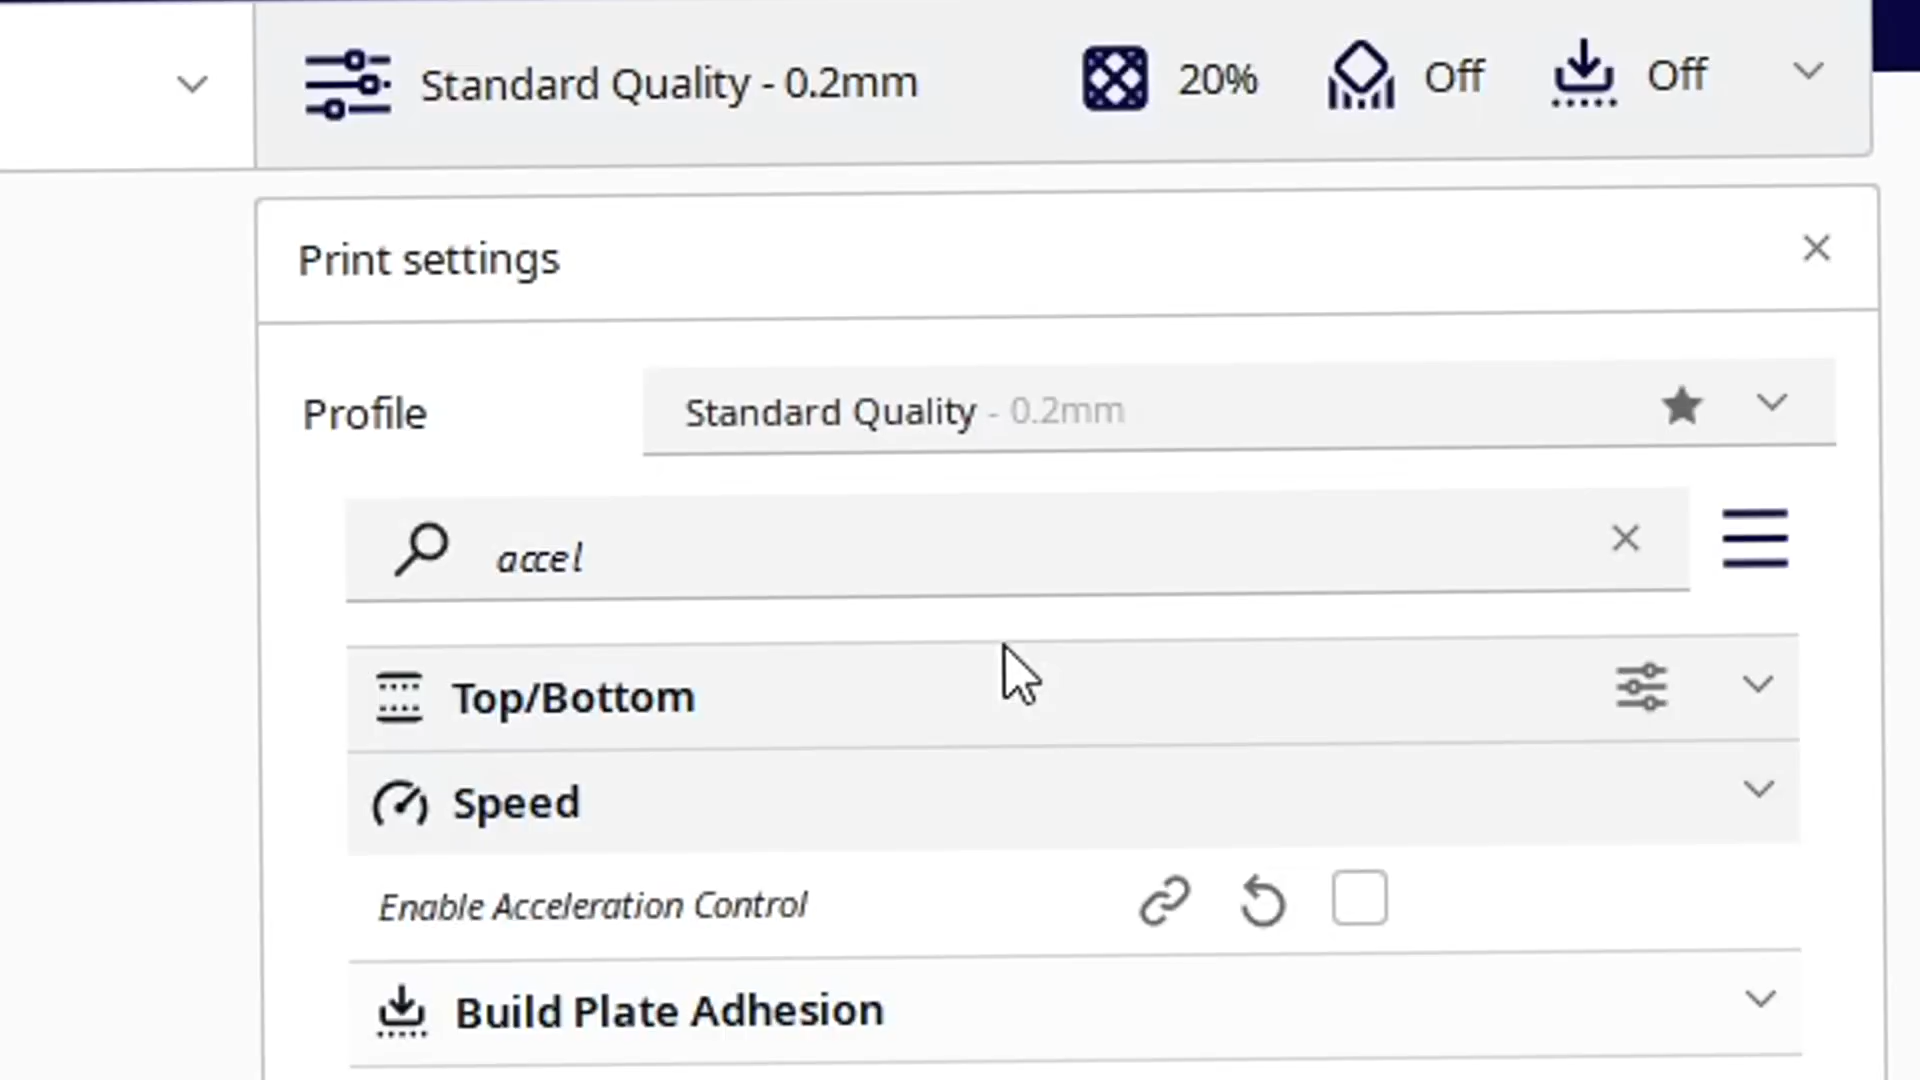 Standard Quality - 0.2mm 20% Off Off
Print settings
Profile Standard Quality - 0.2mm
accel
Top/Bottom
Speed
Enable Acceleration Control
Build Plate Adhesion